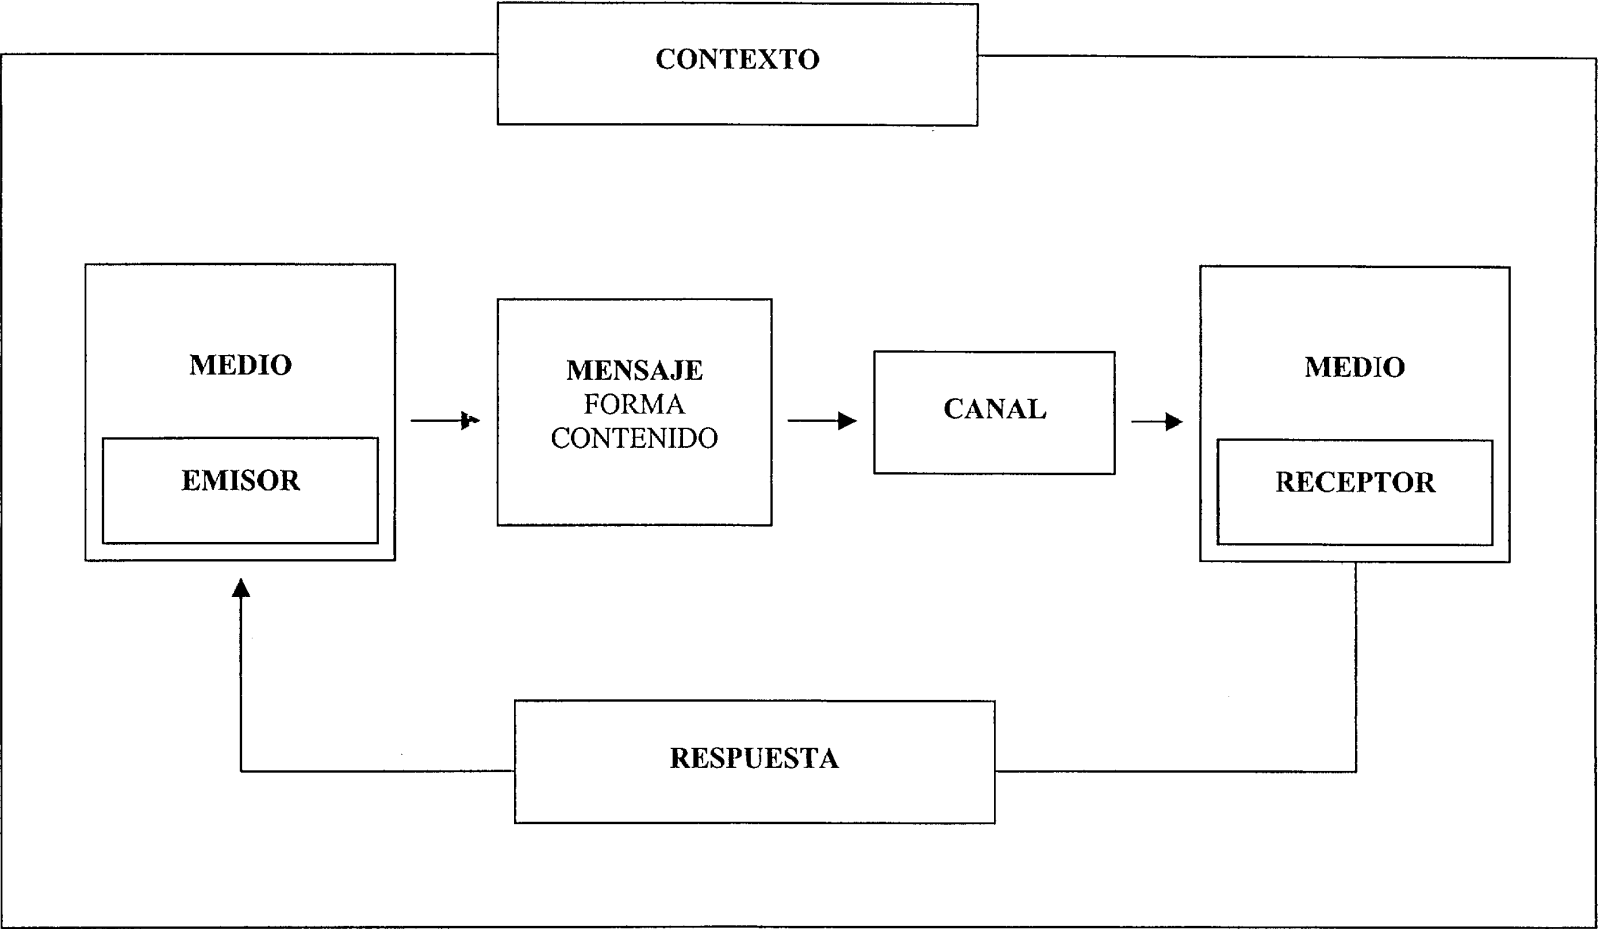 CONTEXTO
MEDIO
EMISOR
MENSAJE
FORMA
CONTENIDO
CANAL
MEDIO
RECEPTOR
RESPUESTA